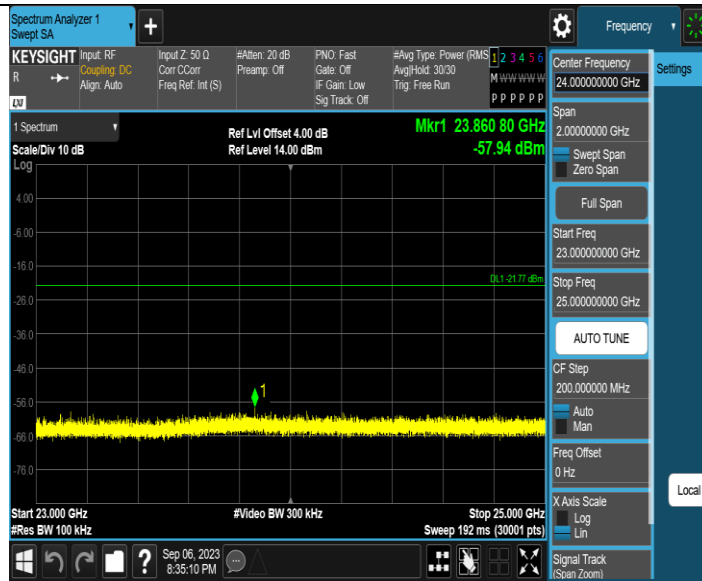 Spectrum Analyzer 1
Swept SA
+
Frequency
KEYSIGHT
R
LXI
Input: RF
Coupling: DC
Align: Auto
Input Z: 50 Ω
Corr CCorr
Freq Ref: Int (S)
#Atten: 20 dB
Preamp: Off
PNO: Fast
Gate: Off
IF Gain: Low
Sig Track: Off
#Avg Type: Power (RMS
Avg|Hold: 30/30
Trig: Free Run
1 2 3 4 5 6
M W W W W W
P P P P P P
1 Spectrum
Scale/Div 10 dB
Log
Ref Lvl Offset 4.00 dB
Ref Level 14.00 dBm
Mkr1 23.860 80 GHz
-57.94 dBm
4.00
-6.00
-16.0
DL1 -21.77 dBm
-26.0
-36.0
-46.0
1
-56.0
-66.0
-76.0
Start 23.000 GHz
#Res BW 100 kHz
#Video BW 300 kHz
Stop 25.000 GHz
Sweep 192 ms (30001 pts)
?
Sep 06, 2023
8:35:10 PM
Center Frequency
24.000000000 GHz
Settings
Span
2.00000000 GHz
Swept Span
Zero Span
Full Span
Start Freq
23.000000000 GHz
Stop Freq
25.000000000 GHz
AUTO TUNE
CF Step
200.000000 MHz
Auto
Man
Freq Offset
0 Hz
X Axis Scale
Log
Lin
Local
Signal Track
(Span Zoom)